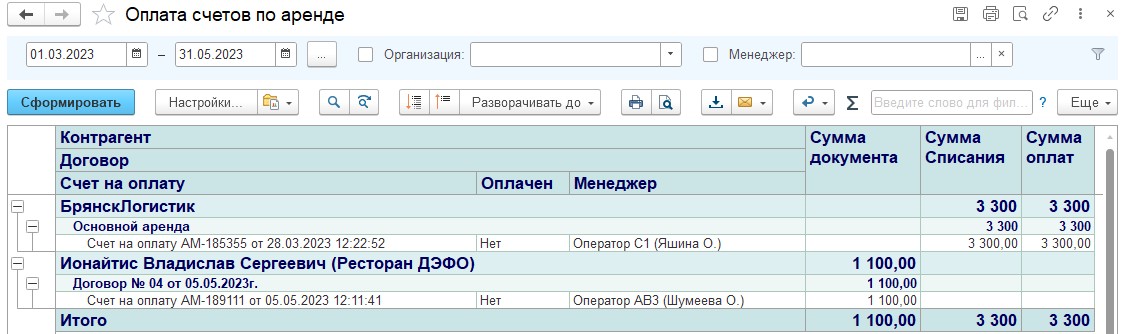 Оплата счетов по аренде
01.03.2023 – 31.05.2023 ... Организация: Менеджер: ... ×
Сформировать Настройки... Разворачивать до Σ Введите слово для фил... ? Еще
Контрагент Сумма документа Сумма Списания Сумма оплат
Договор
Счет на оплату Оплачен Менеджер
БрянскЛогистик 3 300 3 300
Основной аренда 3 300 3 300
Счет на оплату АМ-185355 от 28.03.2023 12:22:52 Нет Оператор С1 (Яшина О.) 3 300,00 3 300,00
Ионайтис Владислав Сергеевич (Ресторан ДЭФО) 1 100,00
Договор № 04 от 05.05.2023г. 1 100,00
Счет на оплату АМ-189111 от 05.05.2023 12:11:41 Нет Оператор АВ3 (Шумеева О.) 1 100,00
Итого 1 100,00 3 300 3 300